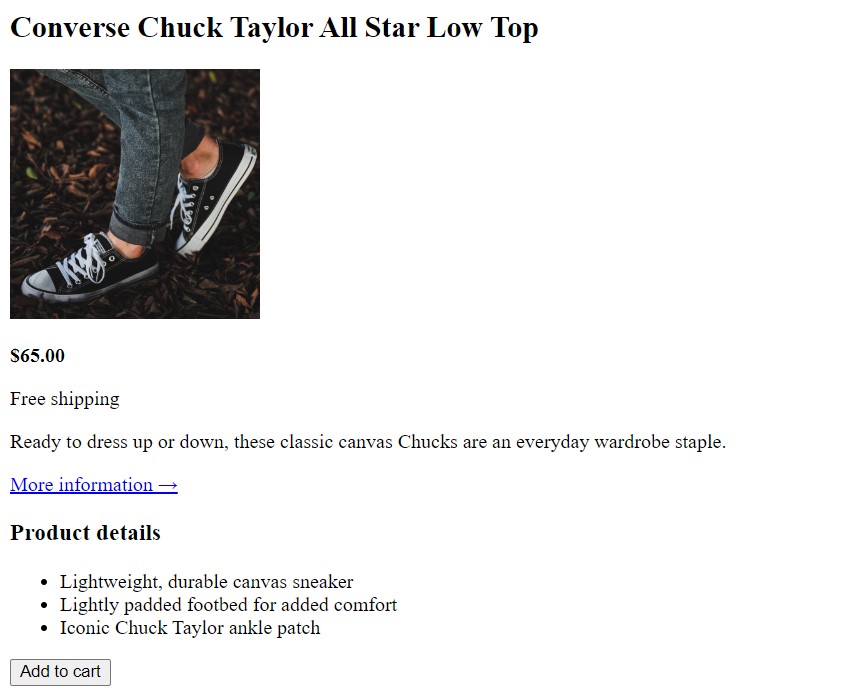 Converse Chuck Taylor All Star Low Top
$65.00
Free shipping
Ready to dress up or down, these classic canvas Chucks are an everyday wardrobe staple.
More information →
Product details
• Lightweight, durable canvas sneaker
• Lightly padded footbed for added comfort
• Iconic Chuck Taylor ankle patch
Add to cart